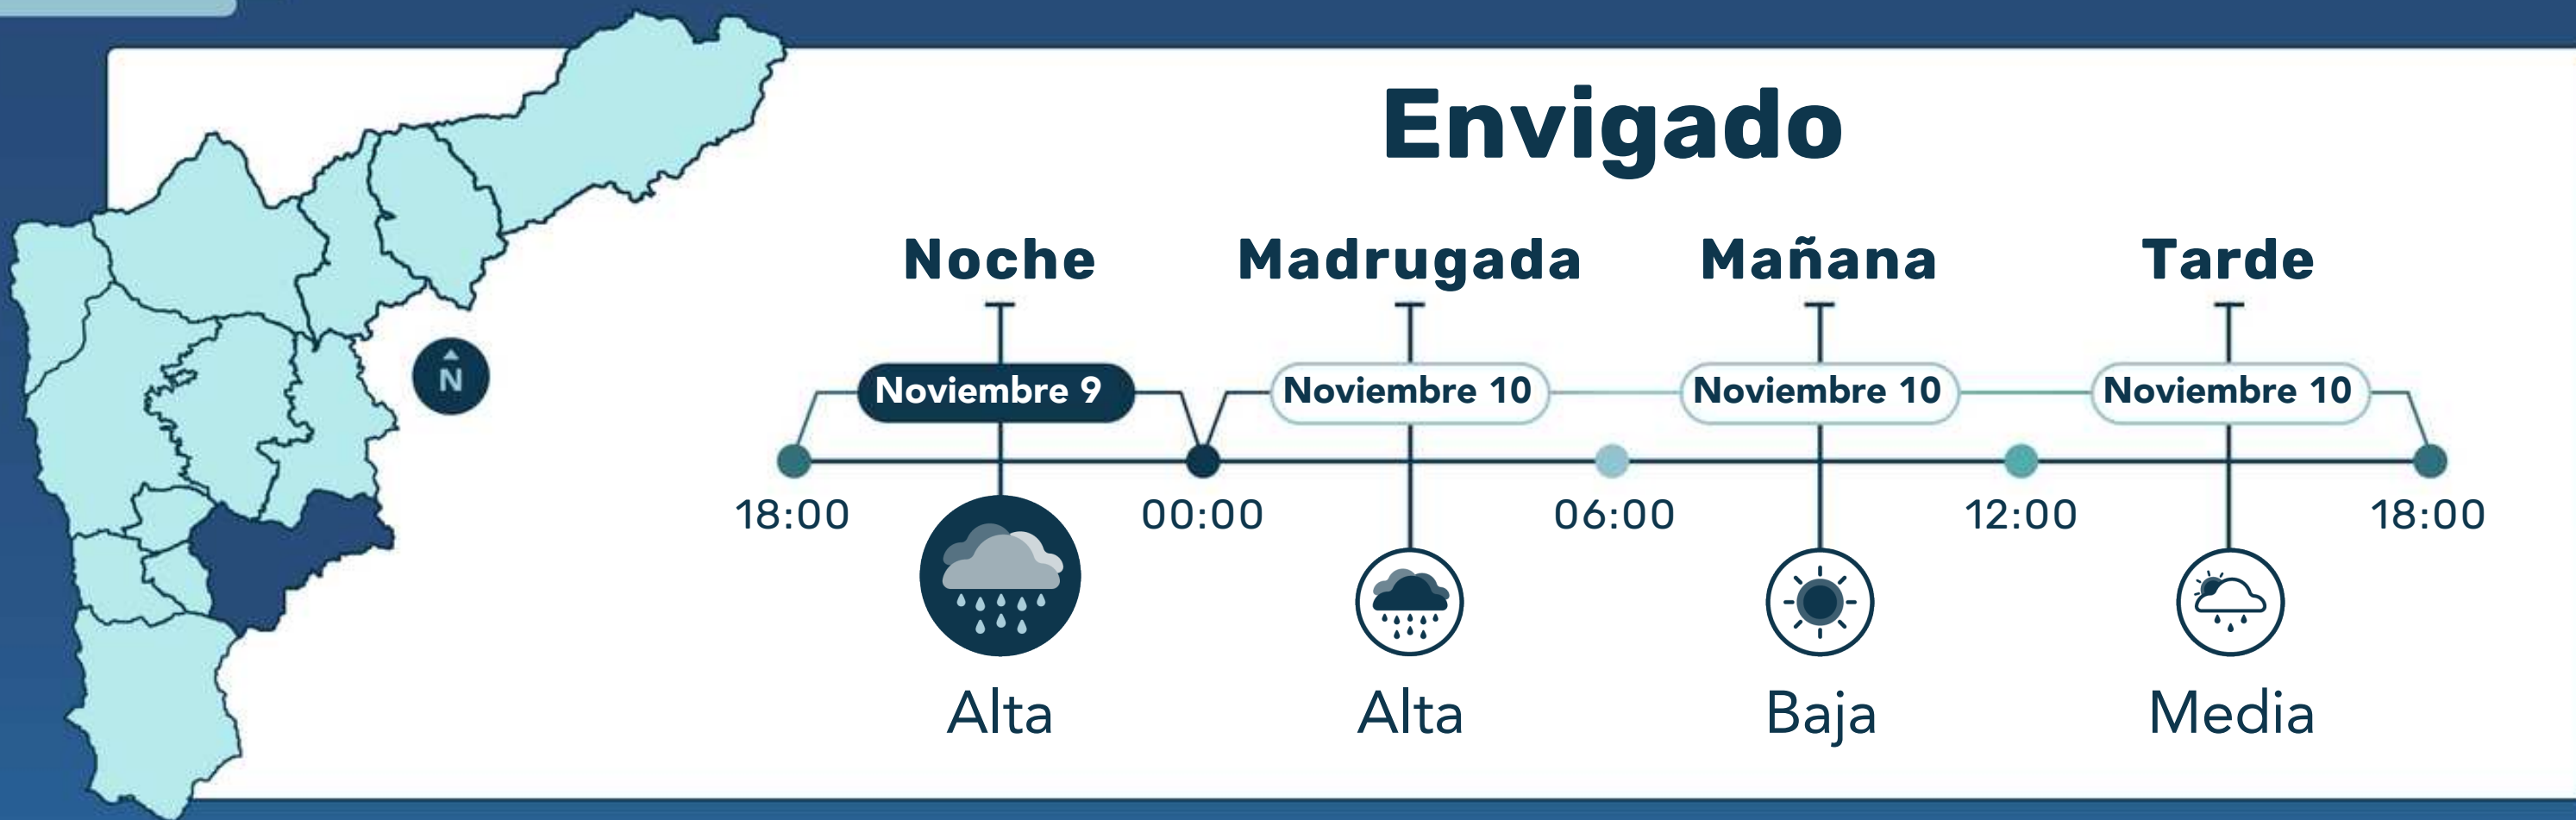 Envigado
Noche
Madrugada
Mañana
Tarde
N
Noviembre 9
Noviembre 10
Noviembre 10
Noviembre 10
18:00
00:00
06:00
12:00
18:00
Alta
Alta
Baja
Media